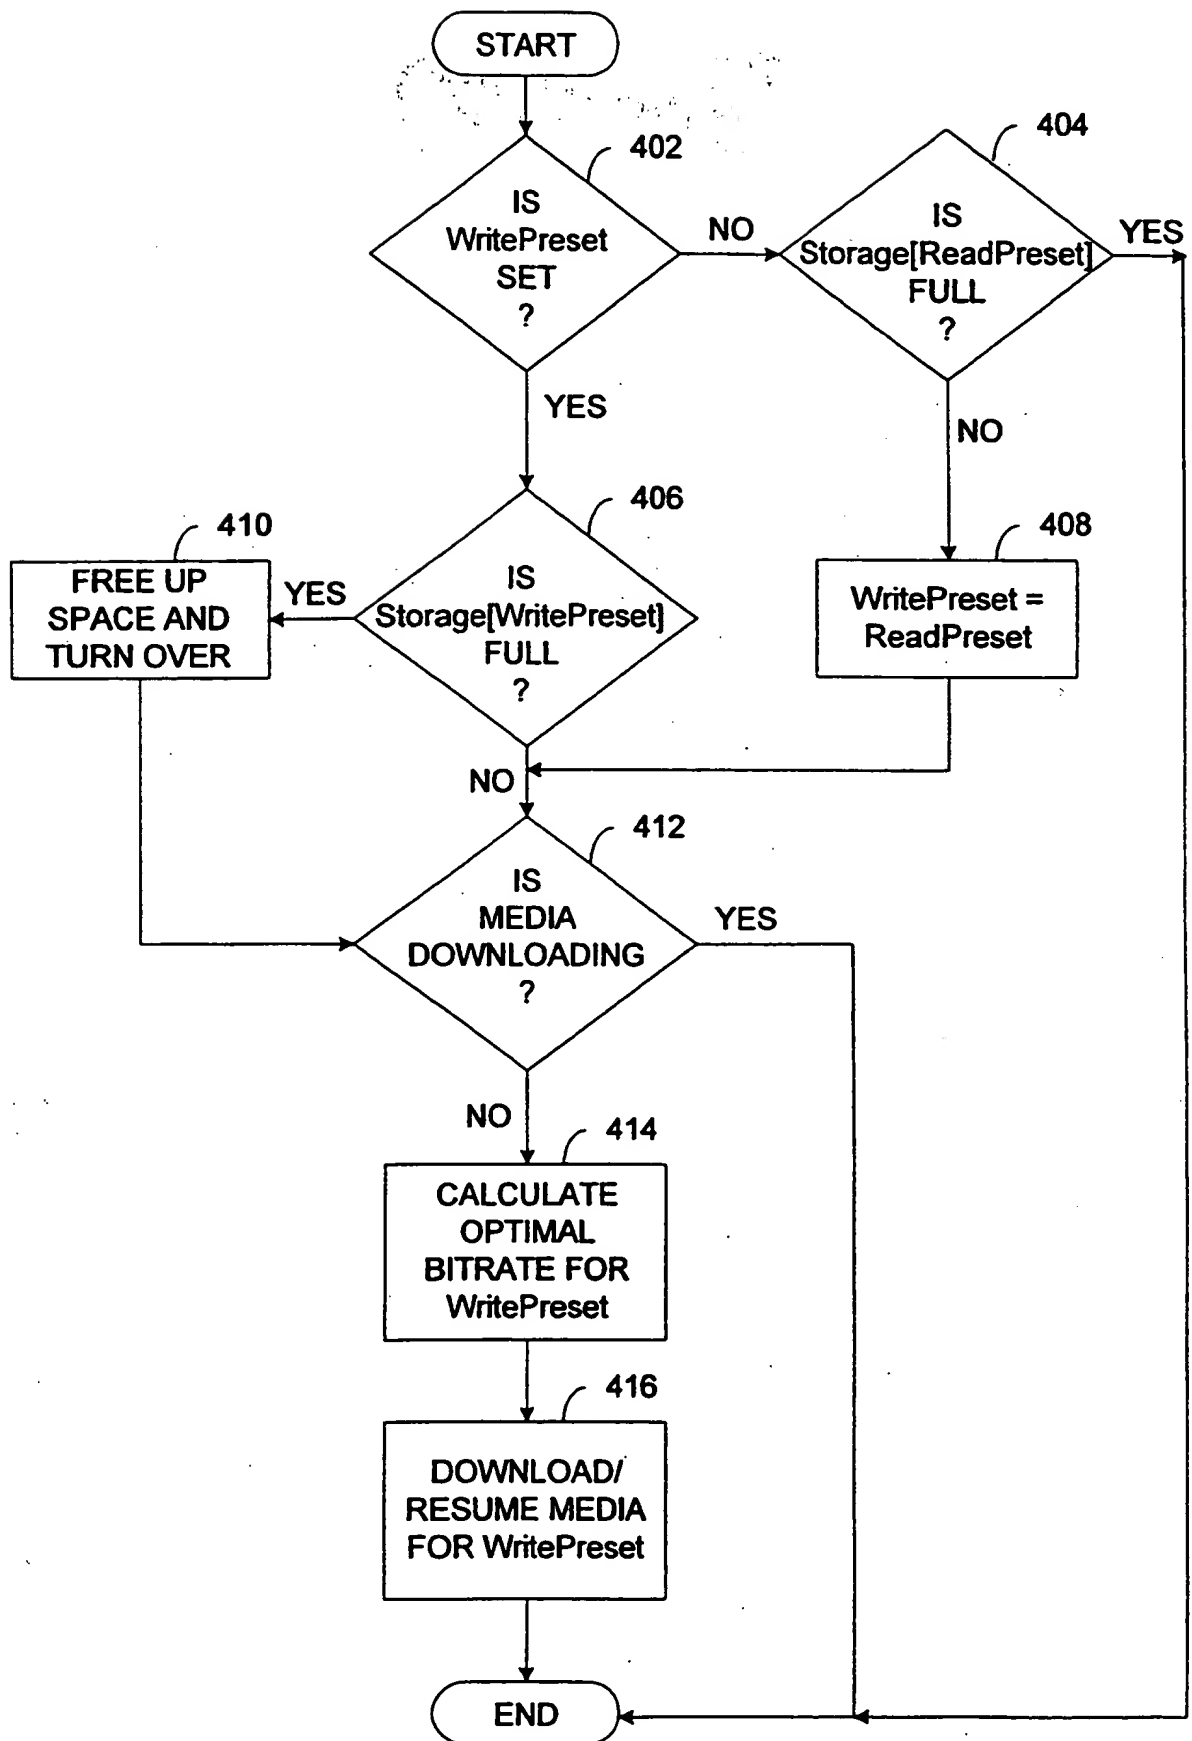 START
402
IS
WritePreset
SET
?
NO
404
IS
Storage[ReadPreset]
FULL
?
YES
YES
NO
406
IS
Storage[WritePreset]
FULL
?
YES
410
FREE UP
SPACE AND
TURN OVER
408
WritePreset =
ReadPreset
NO
412
IS
MEDIA
DOWNLOADING
?
YES
NO
414
CALCULATE
OPTIMAL
BITRATE FOR
WritePreset
416
DOWNLOAD/
RESUME MEDIA
FOR WritePreset
END